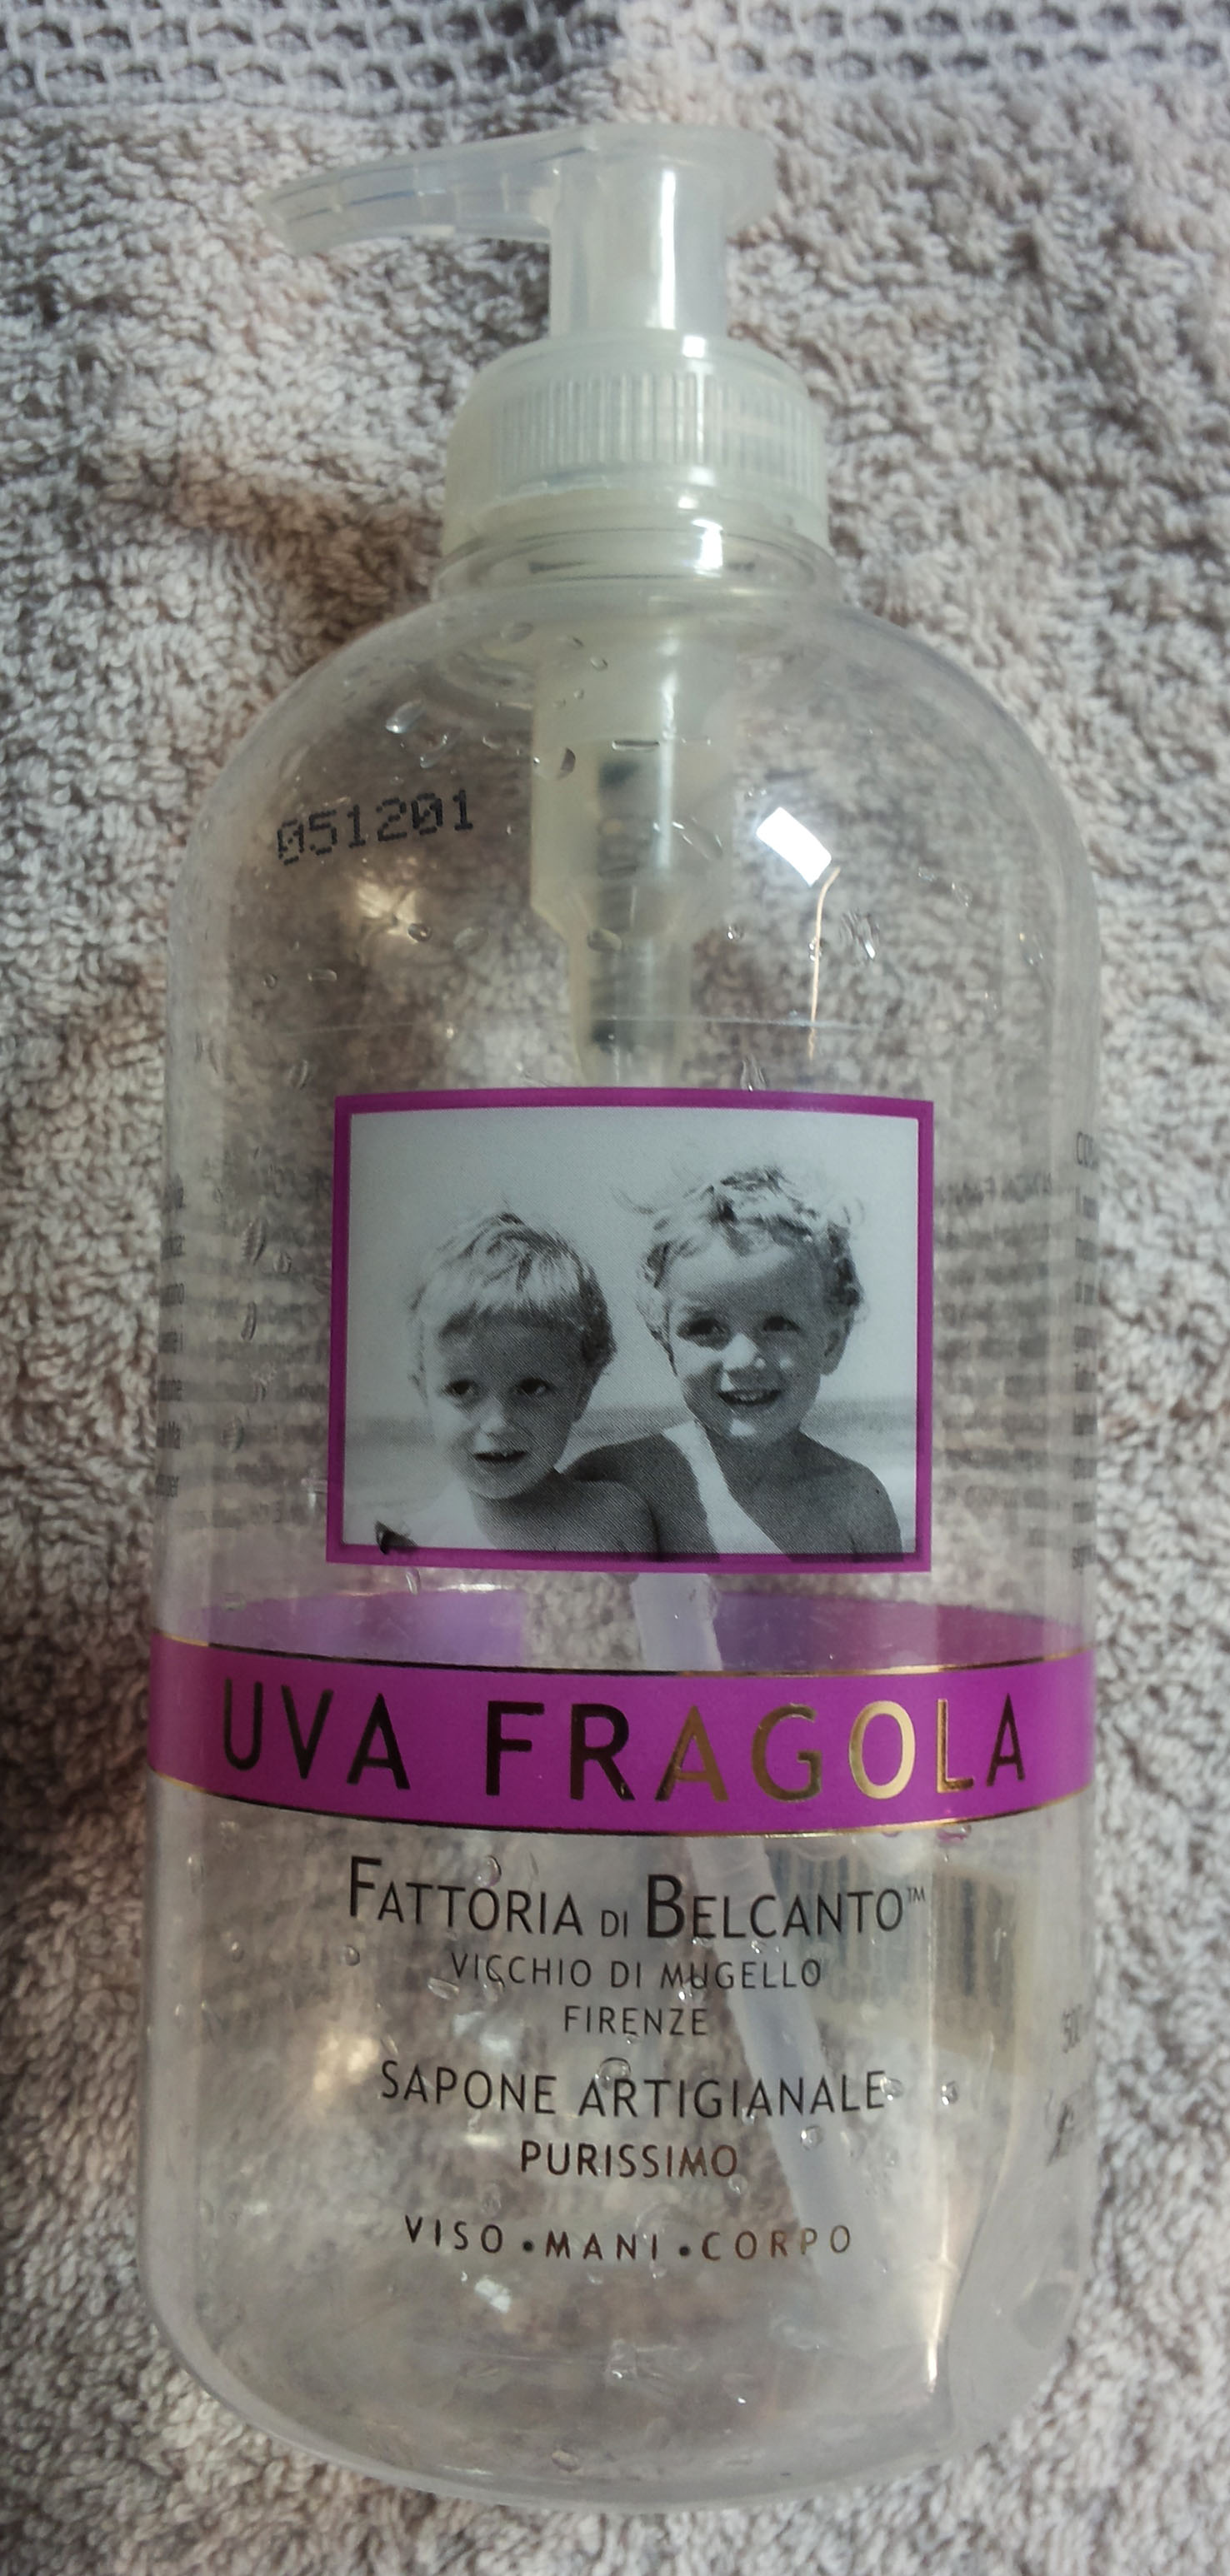 051201
UVA FRAGOLA
FATTORIA DI BELCANTO™
VICCHIO DI MUGELLO
FIRENZE
SAPONE ARTIGIANALE
PURISSIMO
VISO • MANI • CORPO